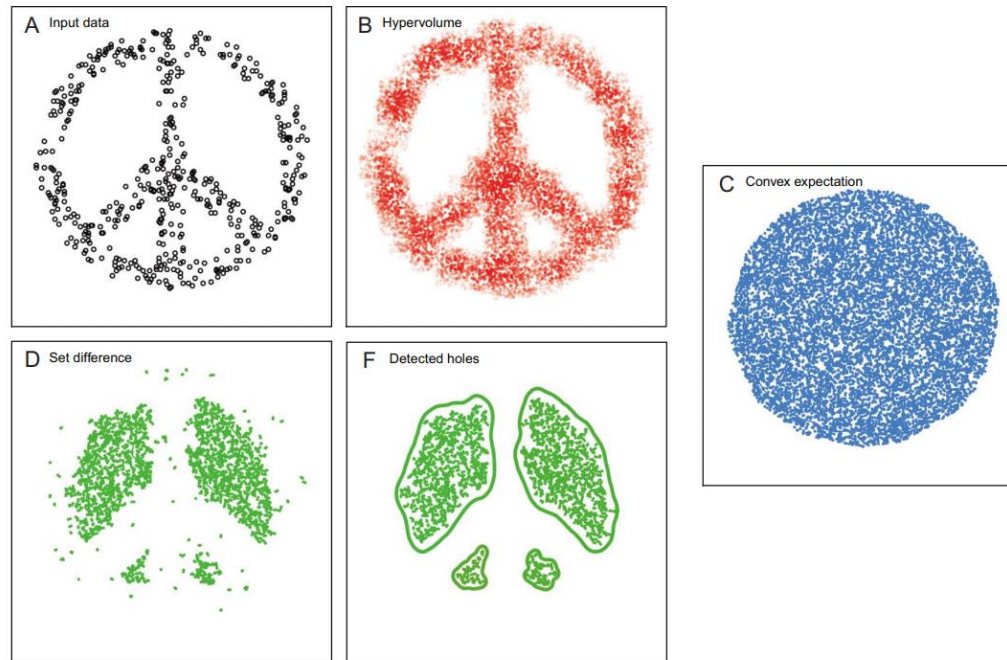 A Input data
B Hypervolume
C Convex expectation
D Set difference
F Detected holes